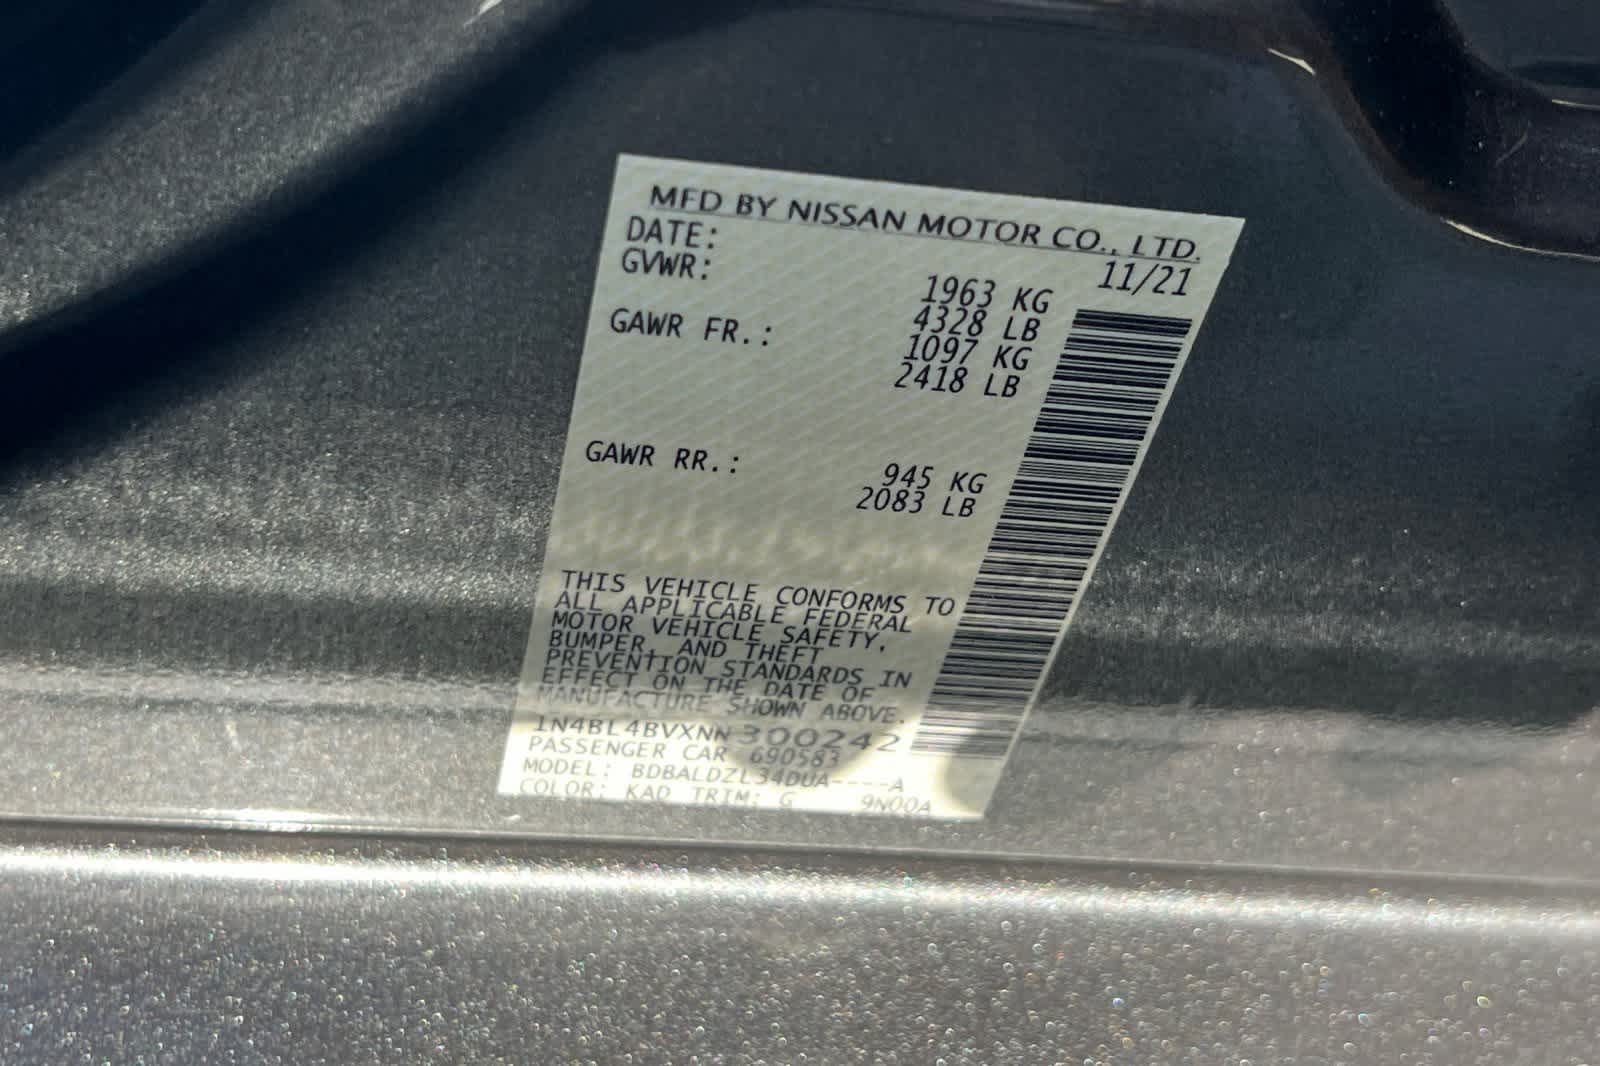 MFD BY NISSAN MOTOR CO., LTD.
DATE: 11/21
GVWR: 1963 KG
4328 LB
GAWR FR.: 1097 KG
2418 LB
GAWR RR.: 945 KG
2083 LB
THIS VEHICLE CONFORMS TO
ALL APPLICABLE FEDERAL
MOTOR VEHICLE SAFETY,
BUMPER, AND THEFT
PREVENTION STANDARDS IN
EFFECT ON THE DATE OF
MANUFACTURE SHOWN ABOVE.
1N4BL4BVXNN300242
PASSENGER CAR 690583
MODEL: BDBALDZL34DUA----A
COLOR: KAD TRIM: G 9N00A